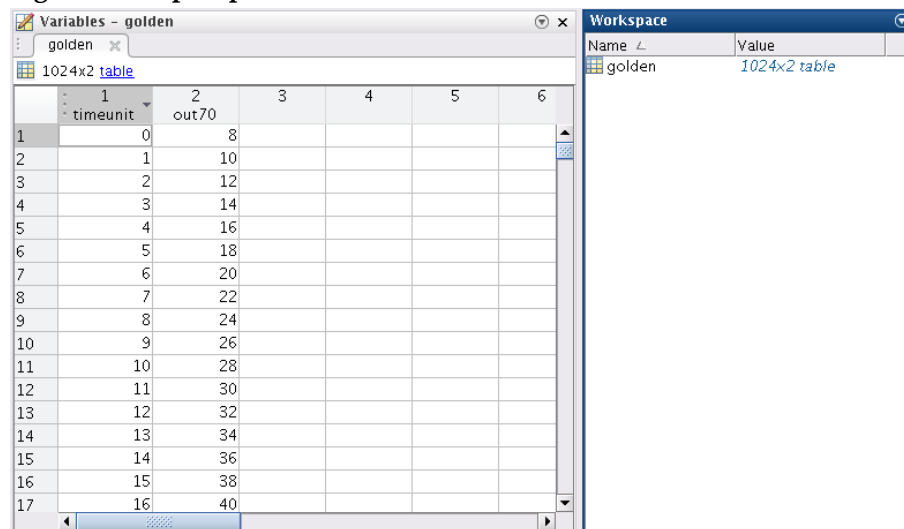 Variables - golden
golden
1024x2 table
1 2 3 4 5 6
timeunit out70
1 0 8
2 1 10
3 2 12
4 3 14
5 4 16
6 5 18
7 6 20
8 7 22
9 8 24
10 9 26
11 10 28
12 11 30
13 12 32
14 13 34
15 14 36
16 15 38
17 16 40
Workspace
Name Value
golden 1024x2 table